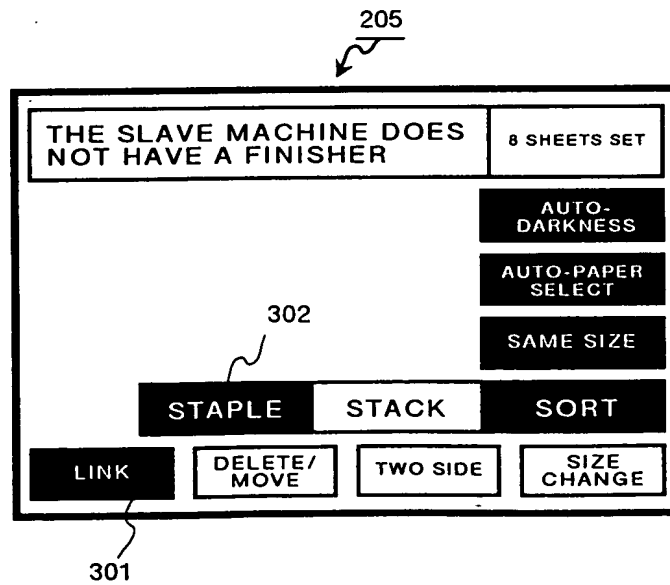 205
THE SLAVE MACHINE DOES
NOT HAVE A FINISHER
8 SHEETS SET
AUTO-
DARKNESS
AUTO-PAPER
SELECT
302
SAME SIZE
STAPLE
STACK
SORT
LINK
DELETE/
MOVE
TWO SIDE
SIZE
CHANGE
301